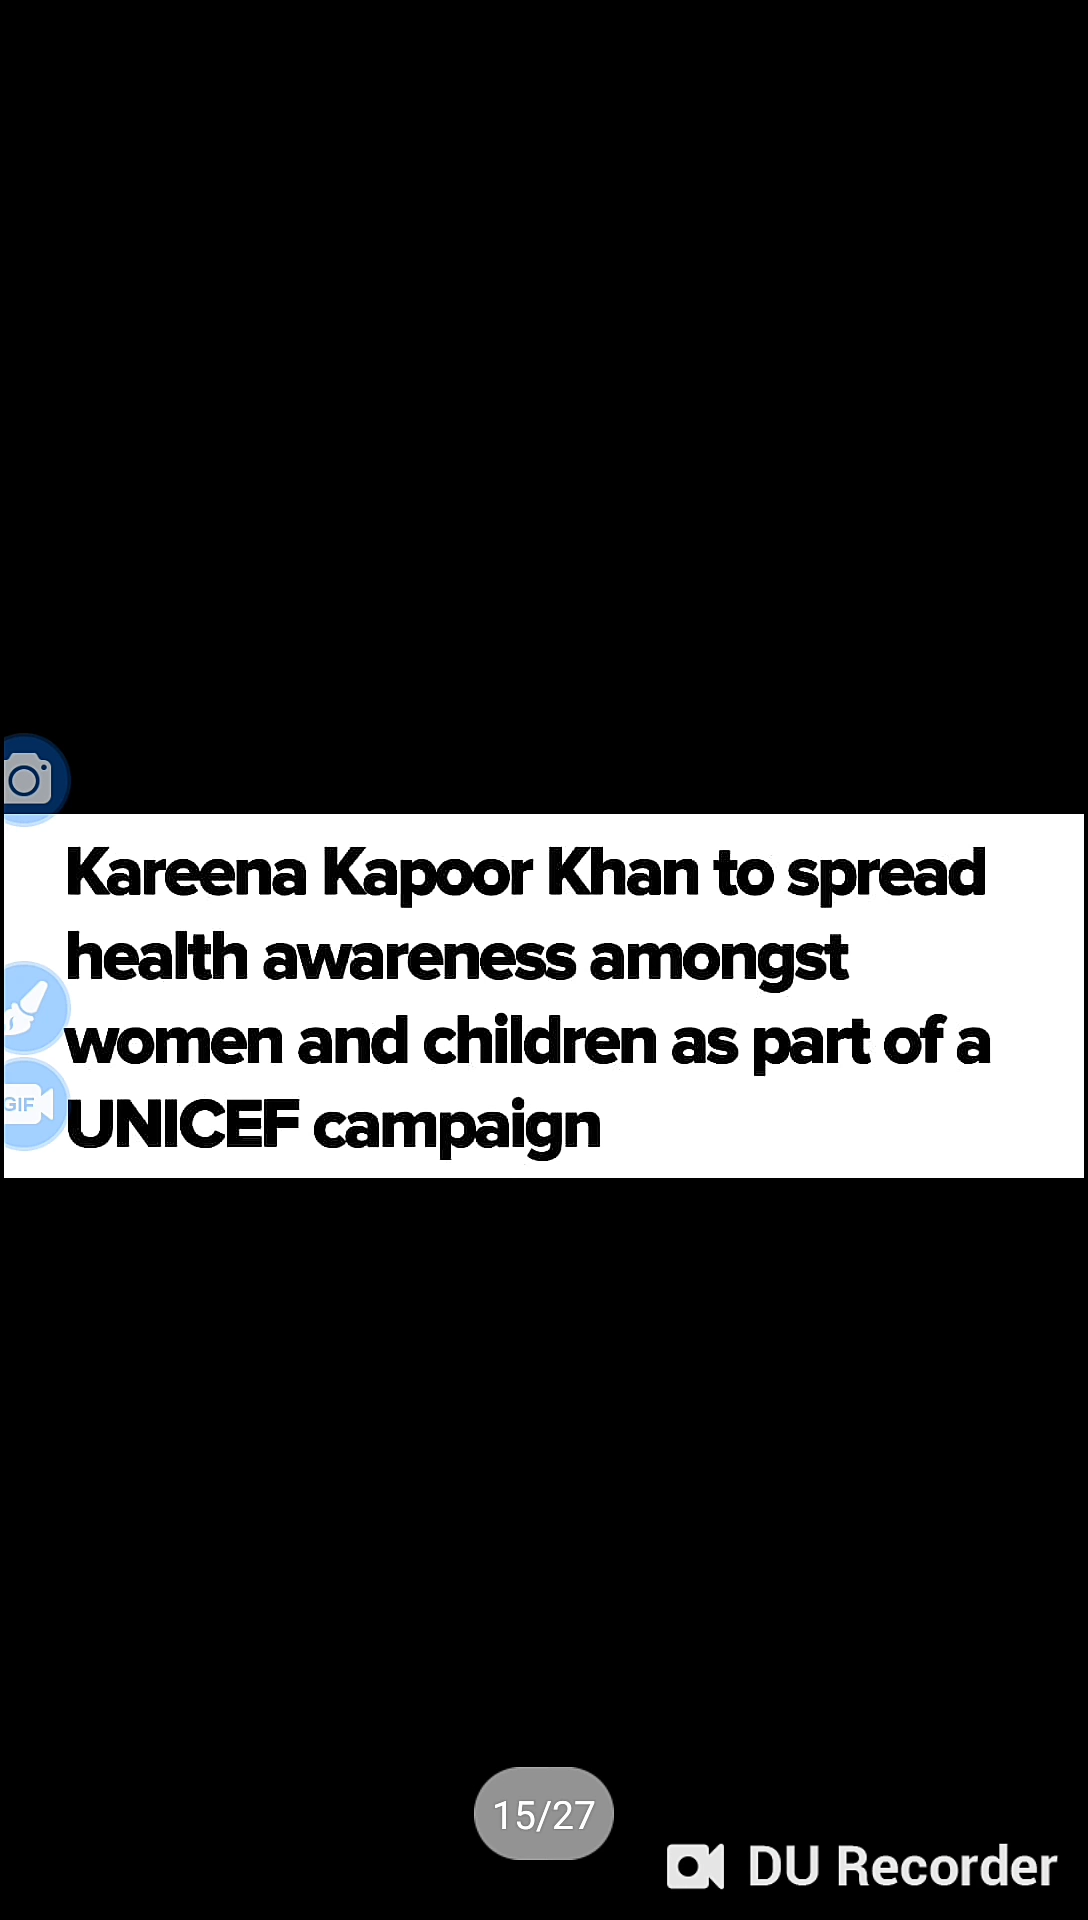 Kareena Kapoor Khan to spread
health awareness amongst
women and children as part of a
UNICEF campaign
GIF
15/27
DU Recorder